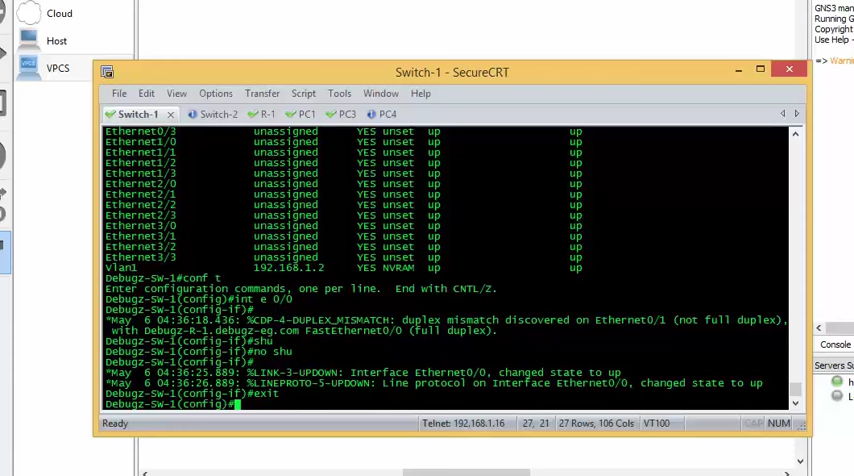 Cloud
Host
VPCS
VPCS
GNS3 man
Running G
Copyright
Use Help -
=> Warnin
Switch-1 - SecureCRT
File Edit View Options Transfer Script Tools Window Help
Switch-1 Switch-2 R-1 PC1 PC3 PC4
Ethernet0/3 unassigned YES unset up up
Ethernet1/0 unassigned YES unset up up
Ethernet1/1 unassigned YES unset up up
Ethernet1/2 unassigned YES unset up up
Ethernet1/3 unassigned YES unset up up
Ethernet2/0 unassigned YES unset up up
Ethernet2/1 unassigned YES unset up up
Ethernet2/2 unassigned YES unset up up
Ethernet2/3 unassigned YES unset up up
Ethernet3/0 unassigned YES unset up up
Ethernet3/1 unassigned YES unset up up
Ethernet3/2 unassigned YES unset up up
Ethernet3/3 unassigned YES unset up up
Vlan1 192.168.1.2 YES NVRAM up up
Debugz-SW-1#conf t
Enter configuration commands, one per line. End with CNTL/Z.
Debugz-SW-1(config)#int e 0/0
Debugz-SW-1(config-if)#
*May 6 04:36:18.436: %CDP-4-DUPLEX_MISMATCH: duplex mismatch discovered on Ethernet0/1 (not full duplex),
with Debugz-R-1.debugz-eg.com FastEthernet0/0 (full duplex).
Debugz-SW-1(config-if)#shu
Debugz-SW-1(config-if)#no shu
Debugz-SW-1(config-if)#
*May 6 04:36:25.889: %LINK-3-UPDOWN: Interface Ethernet0/0, changed state to up
*May 6 04:36:26.889: %LINEPROTO-5-UPDOWN: Line protocol on Interface Ethernet0/0, changed state to up
Debugz-SW-1(config-if)#exit
Debugz-SW-1(config)#
Ready Telnet: 192.168.1.16 27, 21 27 Rows, 106 Cols VT100 CAP NUM
Console
Servers Su
h
L